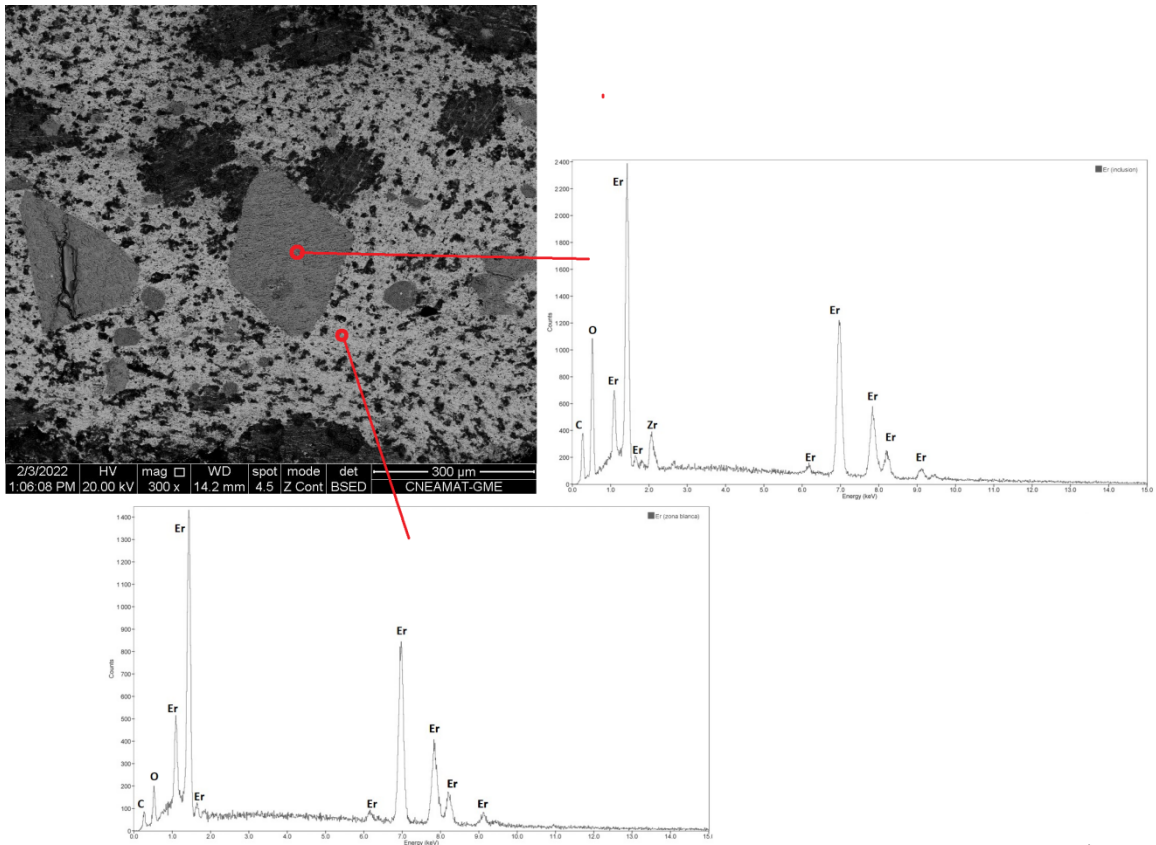 2/3/2022 HV mag □ WD spot mode det 300 µm
1:06:08 PM 20.00 kV 300 x 14.2 mm 4.5 Z Cont BSED CNEAMAT-GME
Er (inclusion)
Counts
2 400
2 200
2 000
1 800
1 600
1 400
1 200
1 000
800
600
400
200
0
C
O
Er
Er
Er
Zr
Er
Er
Er
Er
Er
0.0 1.0 2.0 3.0 4.0 5.0 6.0 7.0 8.0 9.0 10.0 11.0 12.0 13.0 14.0 15.0
Energy (keV)
Er (zona blanca)
Counts
1 400
1 300
1 200
1 100
1 000
900
800
700
600
500
400
300
200
100
0
C
O
Er
Er
Er
Er
Er
Er
Er
Er
0.0 1.0 2.0 3.0 4.0 5.0 6.0 7.0 8.0 9.0 10.0 11.0 12.0 13.0 14.0 15.
Energy (keV)